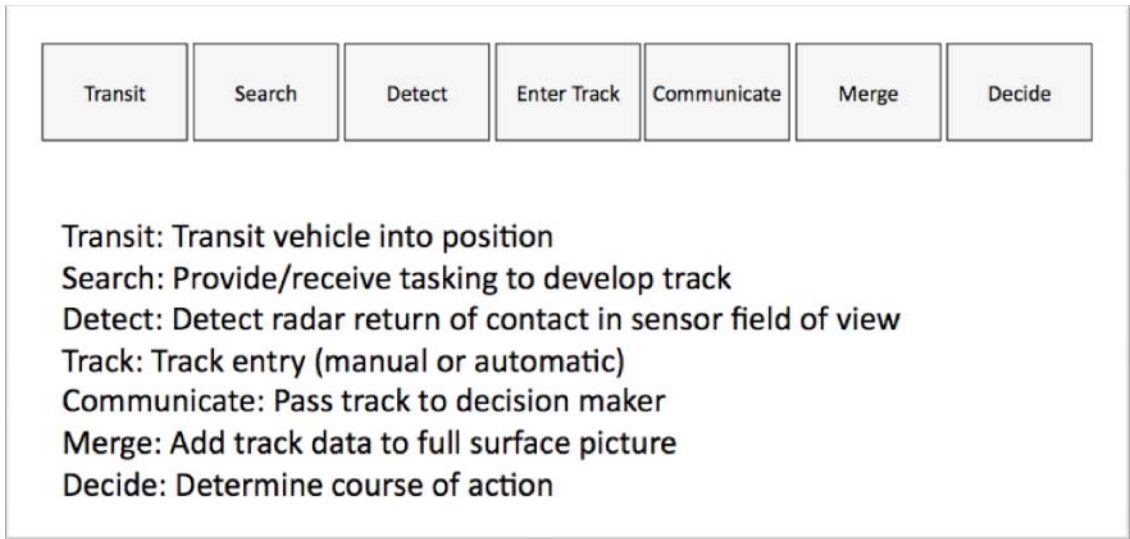 Transit Search Detect Enter Track Communicate Merge Decide
Transit: Transit vehicle into position
Search: Provide/receive tasking to develop track
Detect: Detect radar return of contact in sensor field of view
Track: Track entry (manual or automatic)
Communicate: Pass track to decision maker
Merge: Add track data to full surface picture
Decide: Determine course of action